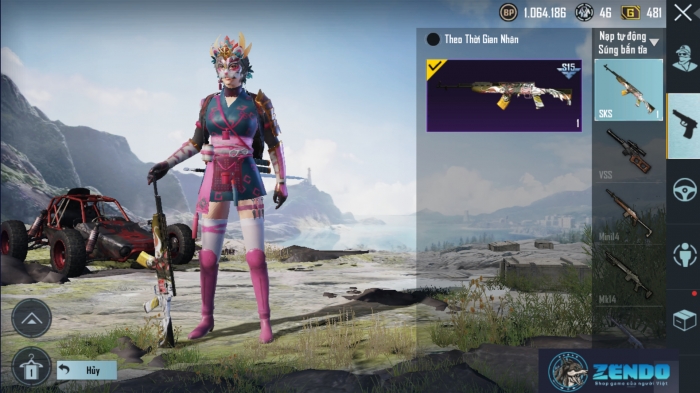 BP 1.064.186 46 G 481
Theo Thời Gian Nhận
Nạp tự động
Súng bắn tỉa
S15
1
SKS 1
VSS
Mini14
Mk14
1
Hủy
ZENDO
Shop game của người Việt